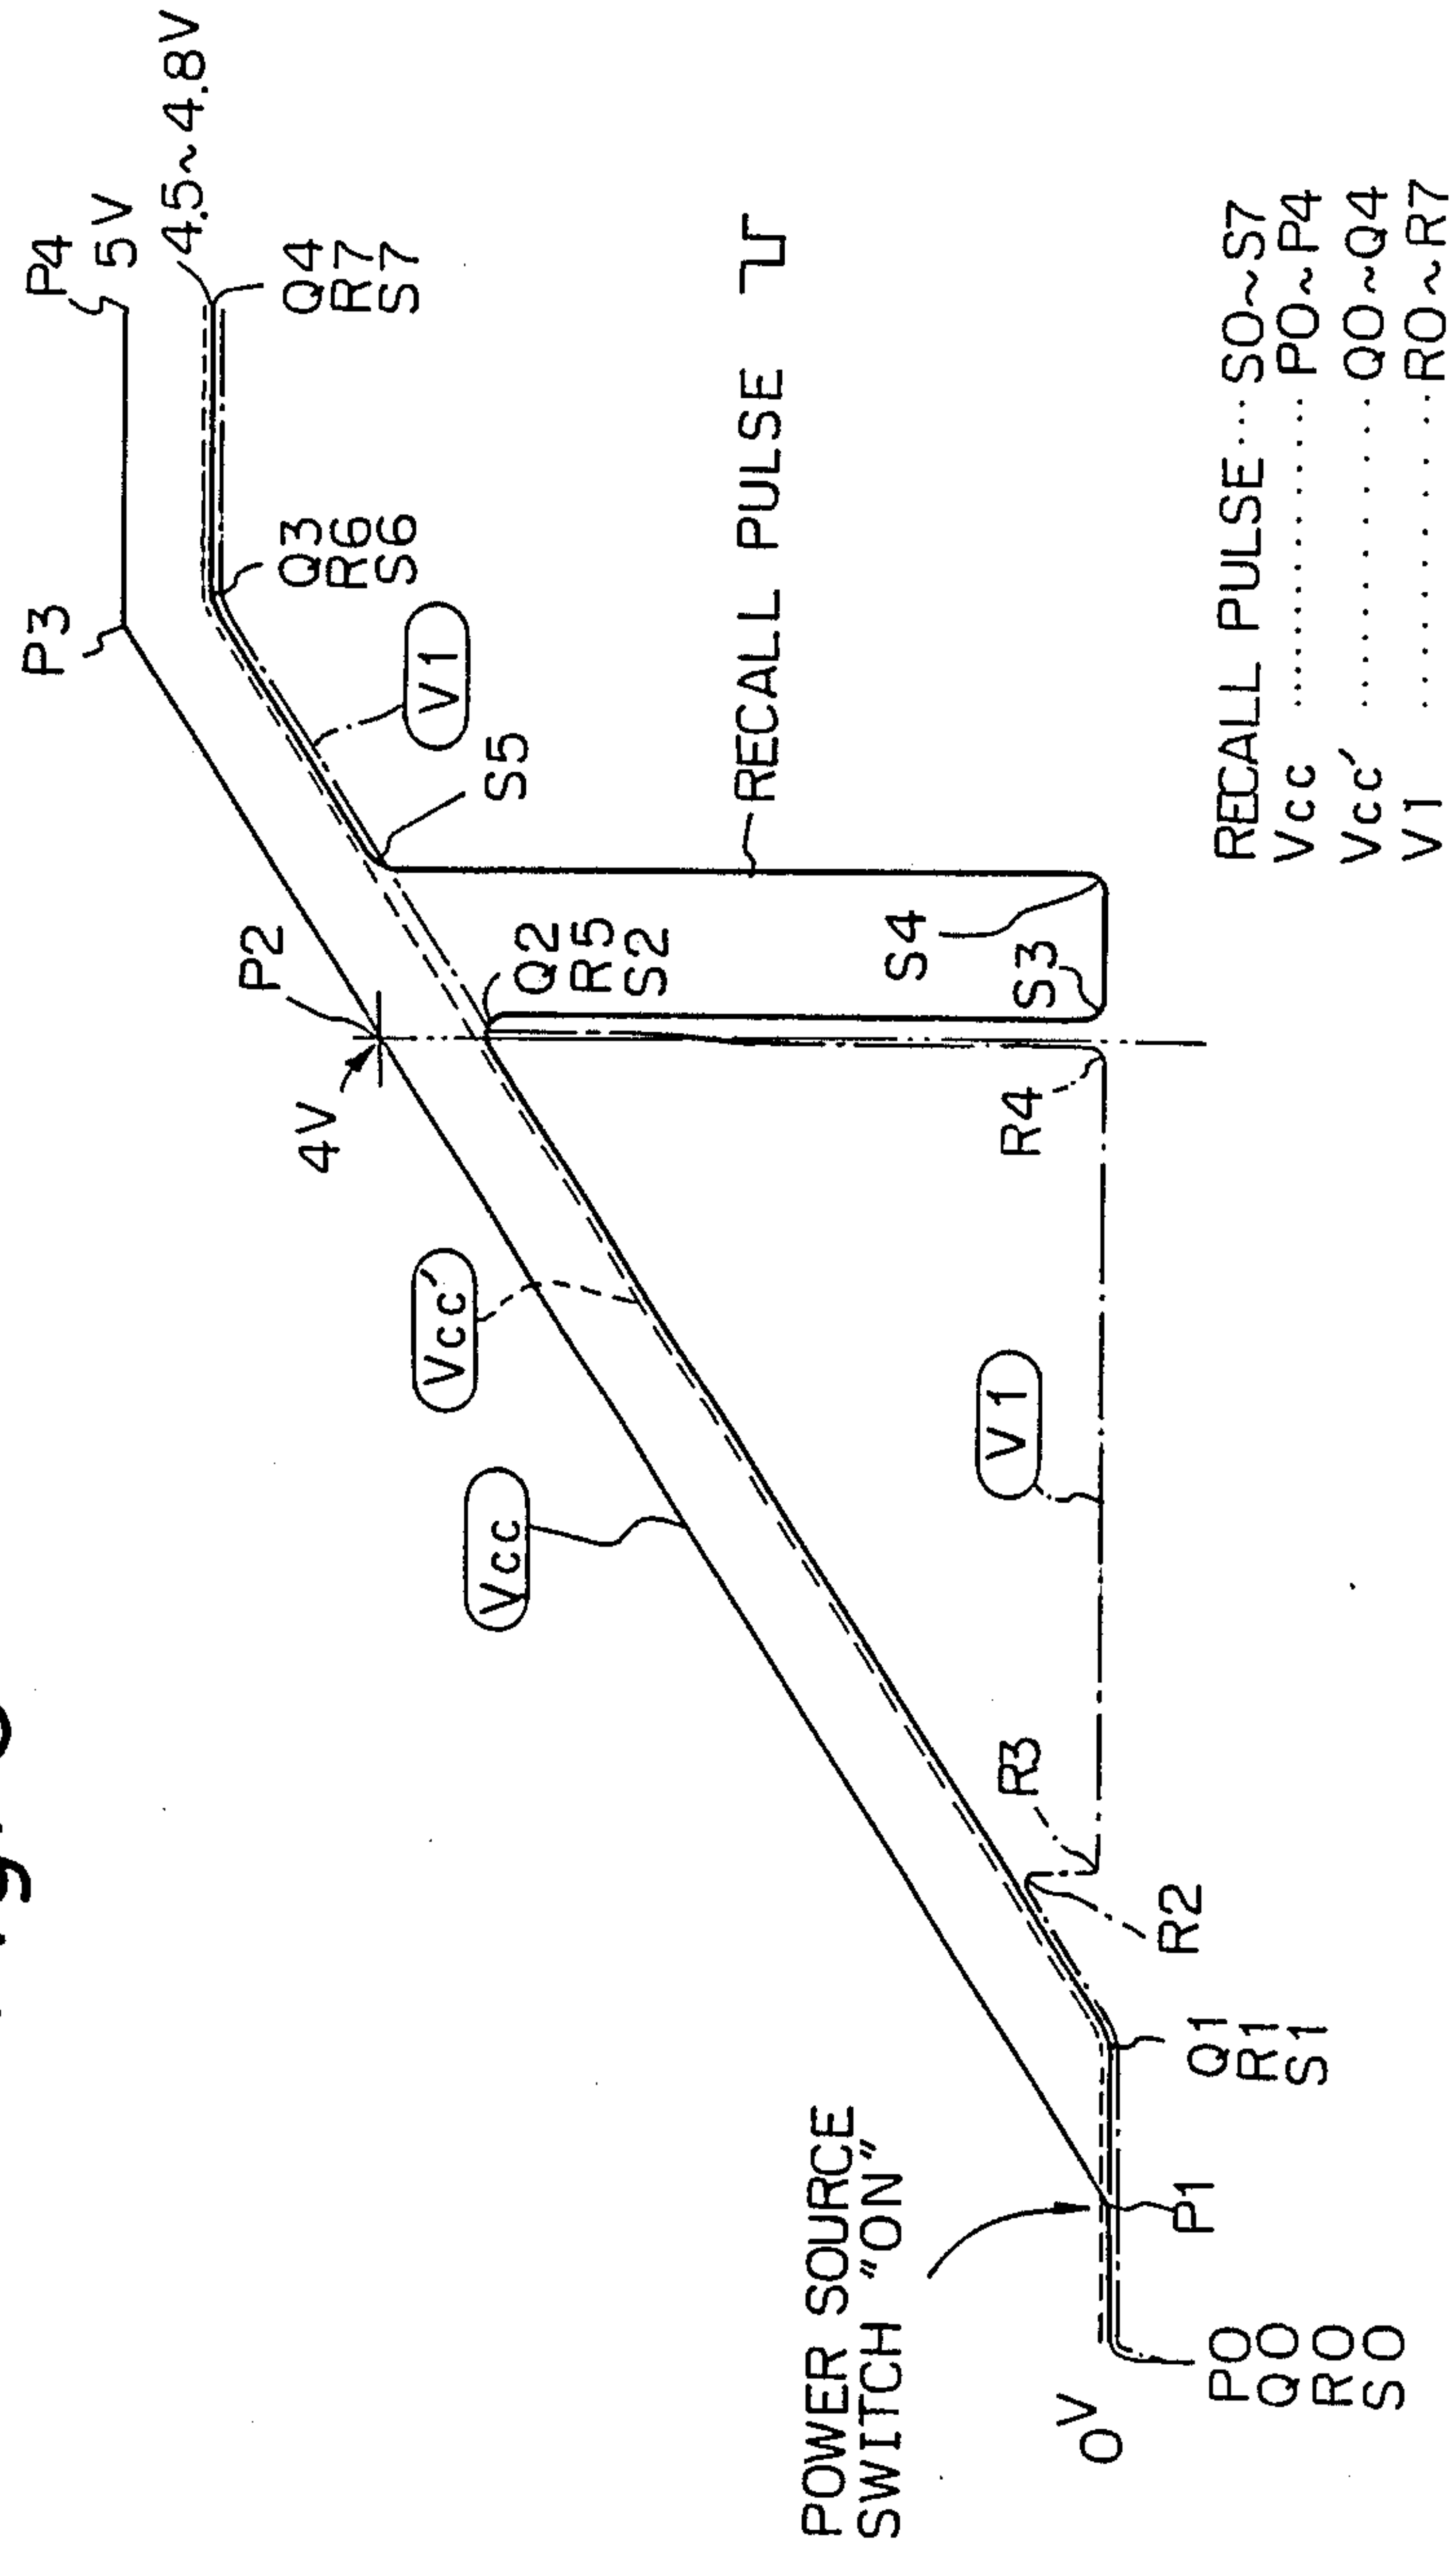 P4
5V
4.5~4.8V
P3
Q4
R7
S7
Q3
R6
S6
V1
S5
P2
4V
Q2
R5
S2
RECALL PULSE
S4
S3
R4
Vcc'
Vcc
V1
R3
R2
Q1
R1
S1
POWER SOURCE
SWITCH "ON"
P1
0V
P0
Q0
R0
S0
RECALL PULSE ... S0~S7
Vcc .......... P0~P4
Vcc' .......... Q0~Q4
V1 .......... R0~R7